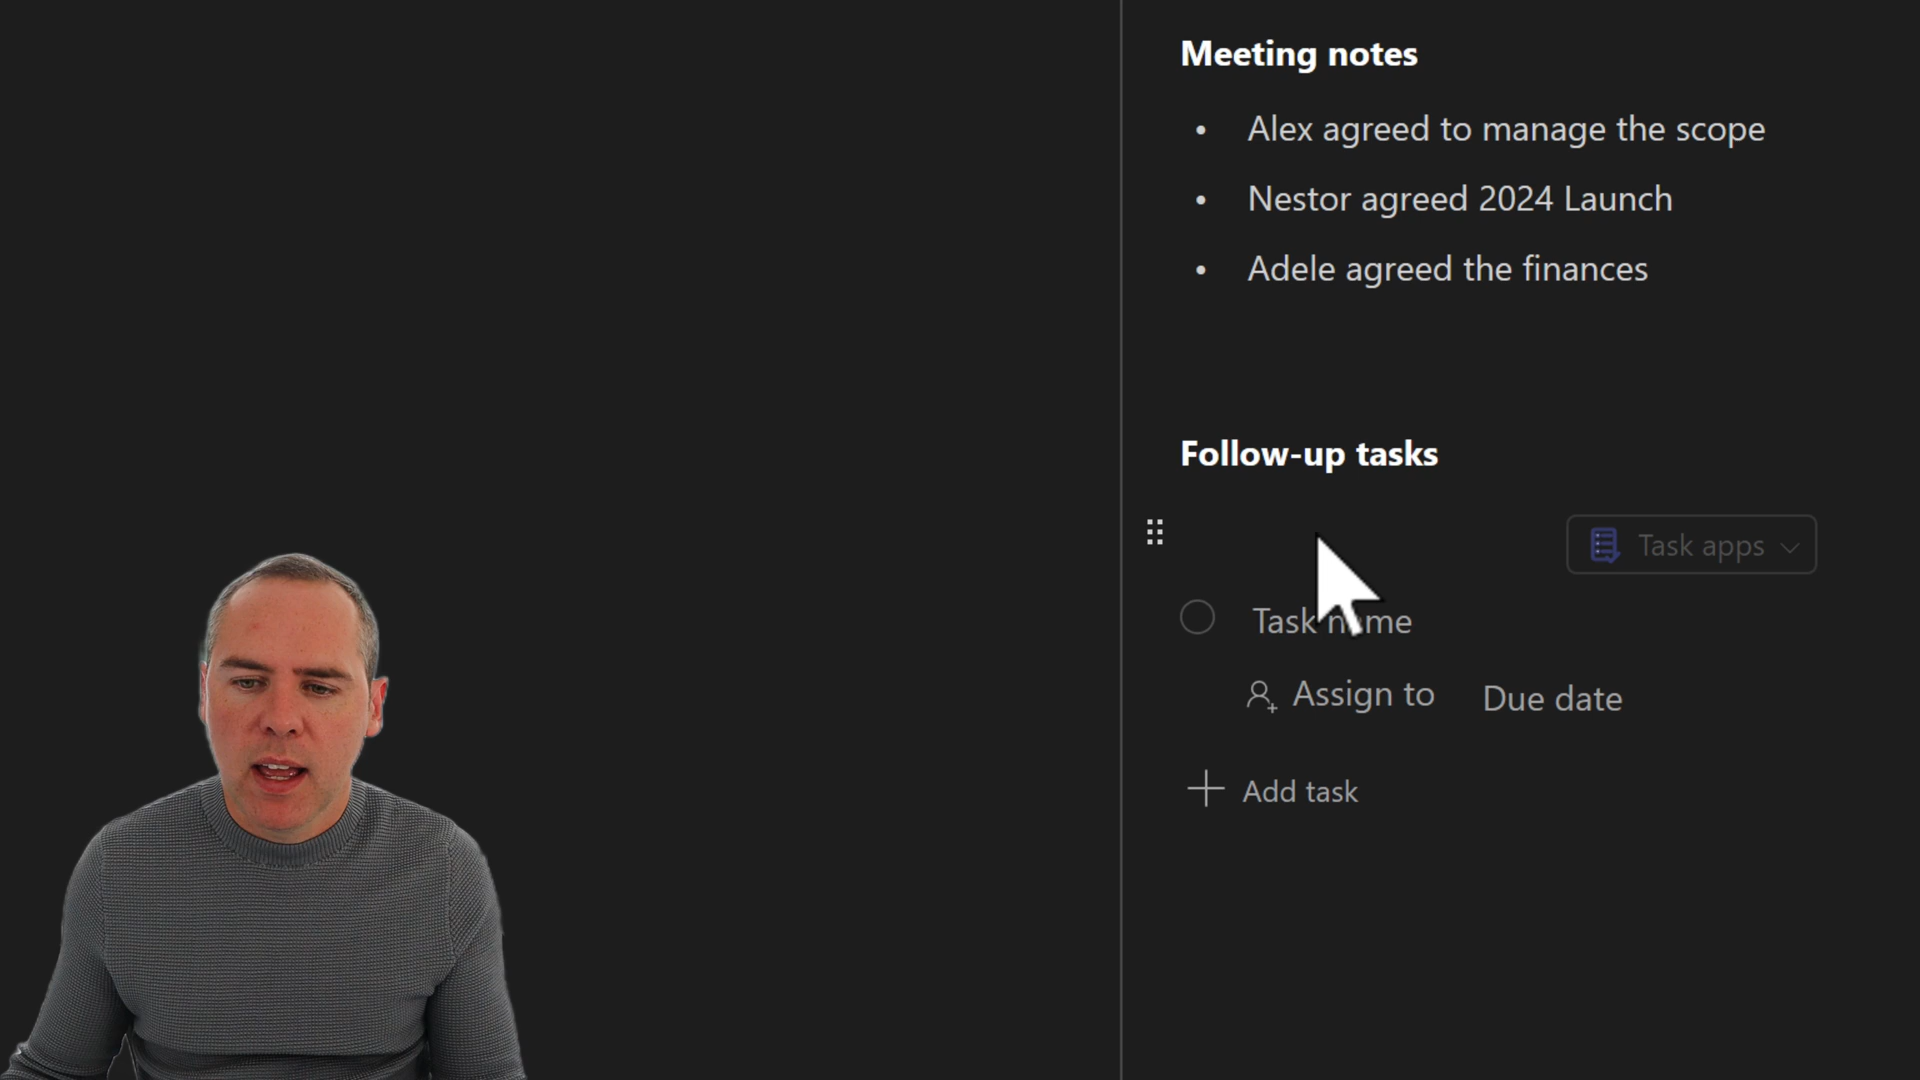 Meeting notes
• Alex agreed to manage the scope
• Nestor agreed 2024 Launch
• Adele agreed the finances
Follow-up tasks
Task apps
Task name
Assign to Due date
Add task